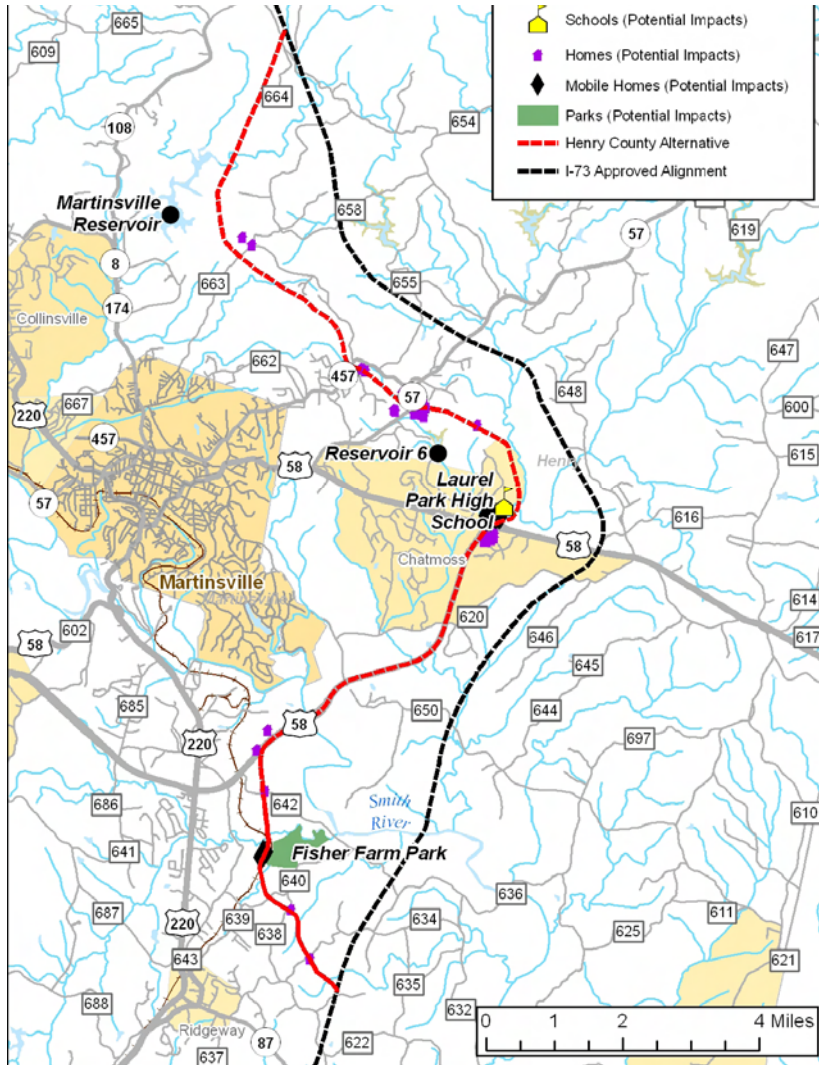 Schools (Potential Impacts)
Homes (Potential Impacts)
Mobile Homes (Potential Impacts)
Parks (Potential Impacts)
Henry County Alternative
I-73 Approved Alignment
665
609
664
654
108
Martinsville
Reservoir
658
619
57
8
663
655
174
Collinsville
647
662
457
648
220
667
57
600
457
58
Reservoir 6
Henry
615
57
Laurel
Park High
School
616
58
Chatmoss
Martinsville
620
614
602
646
617
58
645
685
650
644
58
220
697
686
642
Smith
River
610
641
Fisher Farm Park
640
636
687
639
634
611
220
638
625
643
621
635
688
632
0 1 2 4 Miles
Ridgeway
87
622
637